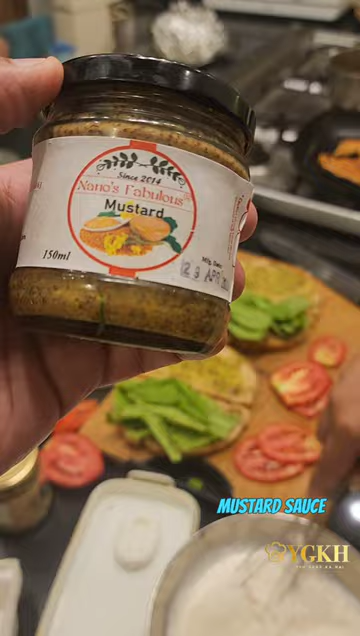 Since 2014
Nano's Fabulous
Mustard
150ml
Mfg. Date
23 APR
MUSTARD SAUCE
YGKH